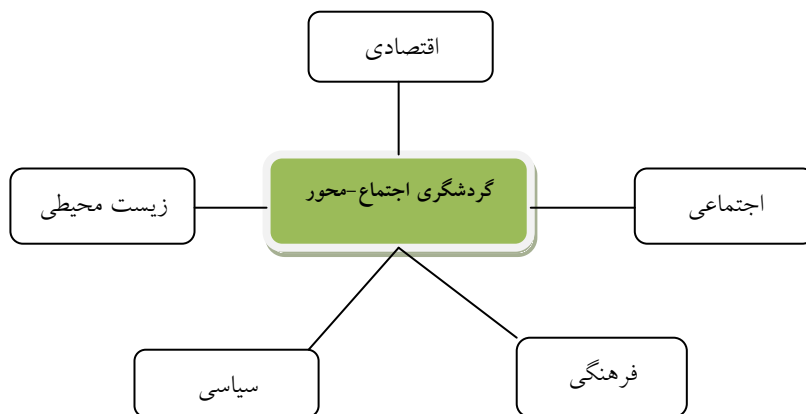 اقتصادی
گردشگری اجتماع-محور
اجتماعی
زیست محیطی
فرهنگی
سیاسی